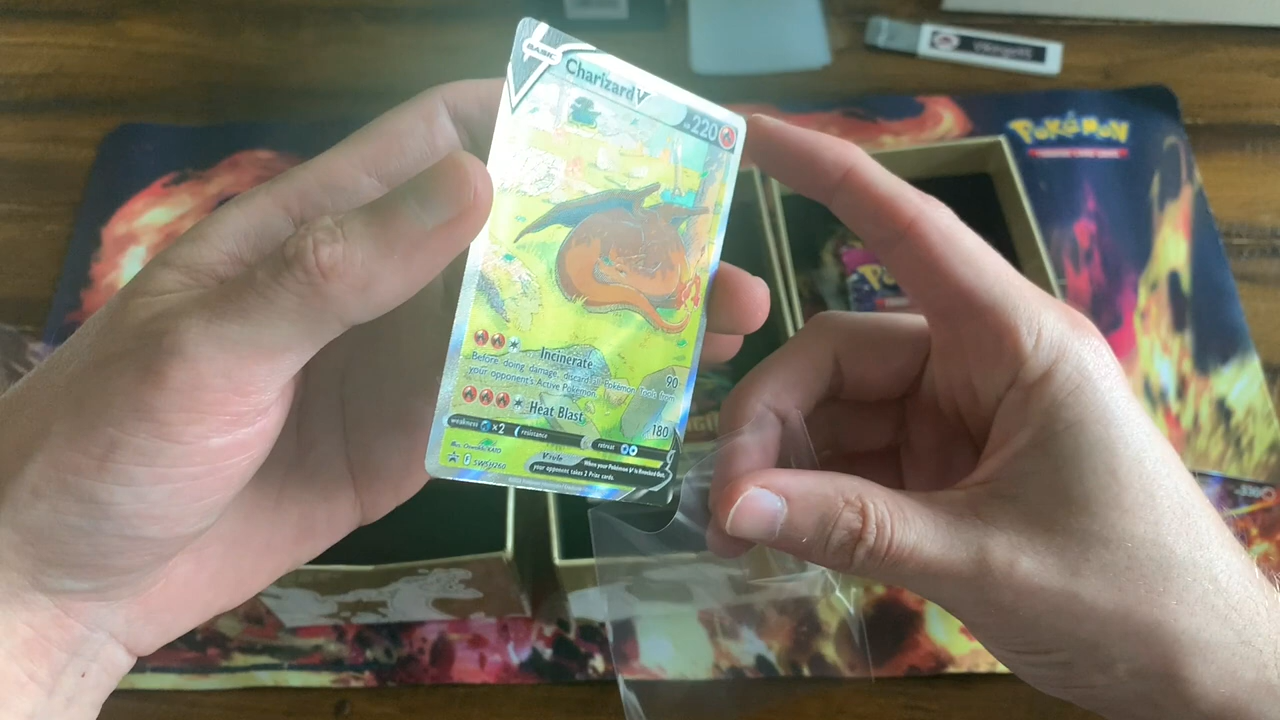 BASIC
Charizard V
220
POKéMON
Incinerate 90
Before doing damage, discard all Pokémon Tools from
your opponent's Active Pokémon.
Heat Blast 180
weakness ×2 resistance retreat
V rule
When your Pokémon V is Knocked Out,
your opponent takes 2 Prize cards.
SWSH260